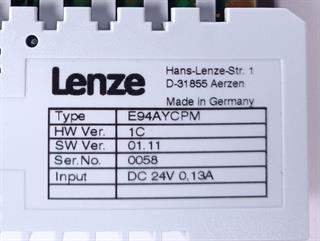 Lenze
Hans-Lenze-Str. 1
D-31855 Aerzen
Made in Germany
Type E94AYCPM
HW Ver. 1C
SW Ver. 01.11
Ser.No. 0058
Input DC 24V 0,13A